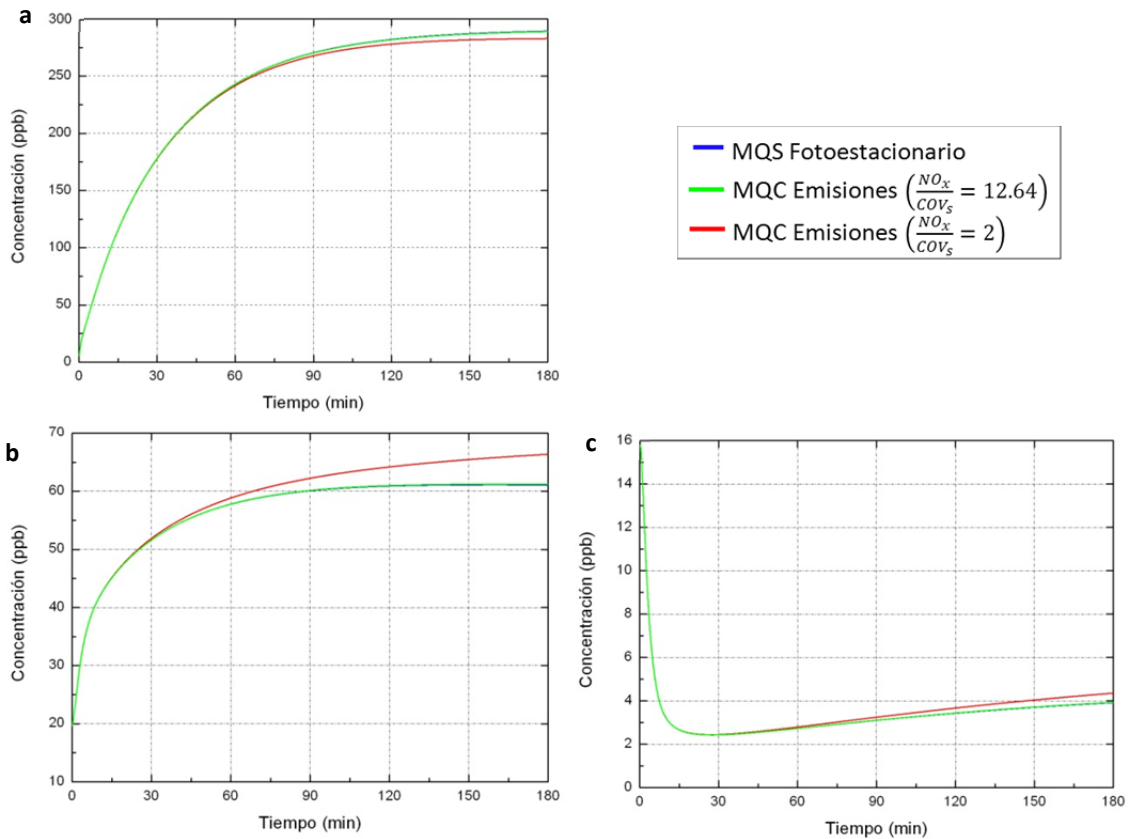 a
300
250
200
150
100
50
0
Concentración (ppb)
0 30 60 90 120 150 180
Tiempo (min)
MQS Fotoestacionario
MQC Emisiones (NOx/COVs = 12.64)
MQC Emisiones (NOx/COVs = 2)
b
70
60
50
40
30
20
10
Concentración (ppb)
0 30 60 90 120 150 180
Tiempo (min)
c
16
14
12
10
8
6
4
2
0
Concentración (ppb)
0 30 60 90 120 150 180
Tiempo (min)